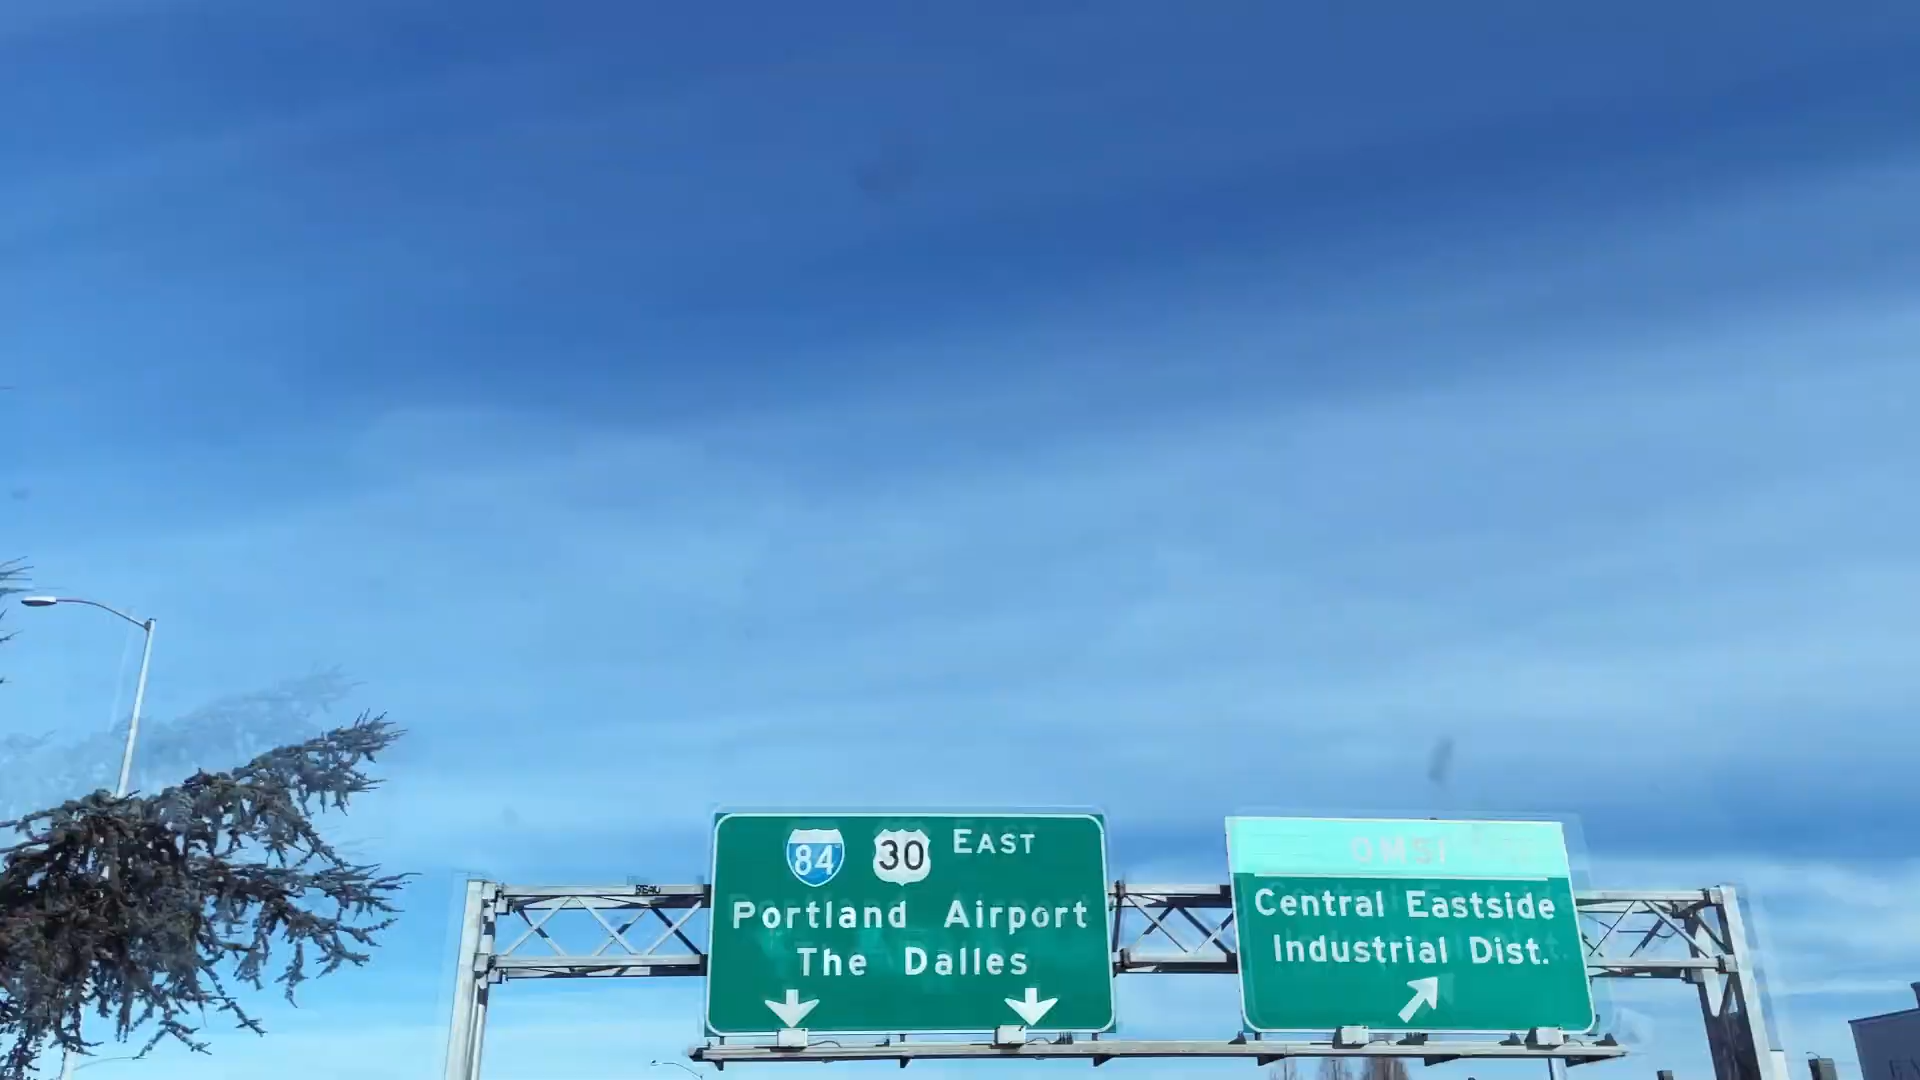 84 30 EAST
Portland Airport
The Dalles
OMSI
Central Eastside
Industrial Dist.